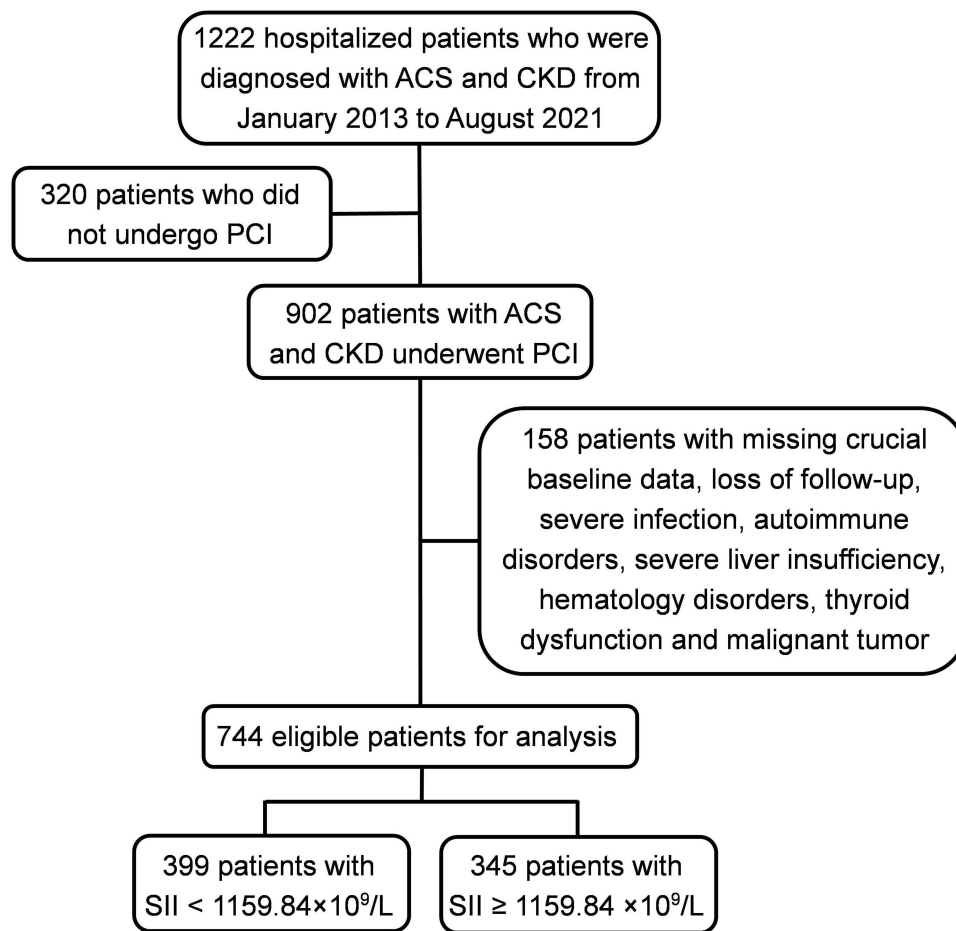 1222 hospitalized patients who were
diagnosed with ACS and CKD from
January 2013 to August 2021
320 patients who did
not undergo PCI
902 patients with ACS
and CKD underwent PCI
158 patients with missing crucial
baseline data, loss of follow-up,
severe infection, autoimmune
disorders, severe liver insufficiency,
hematology disorders, thyroid
dysfunction and malignant tumor
744 eligible patients for analysis
399 patients with
SII < 1159.84×10⁹/L
345 patients with
SII ≥ 1159.84 ×10⁹/L